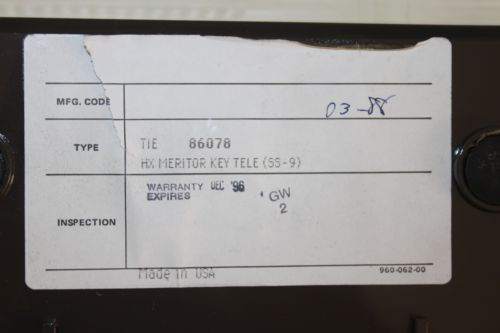 MFG. CODE 03-88
TYPE TIE 86078
HX MERITOR KEY TELE (SS-9)
WARRANTY DEC '96
EXPIRES
'GW
2
INSPECTION
Made in USA 960-062-00